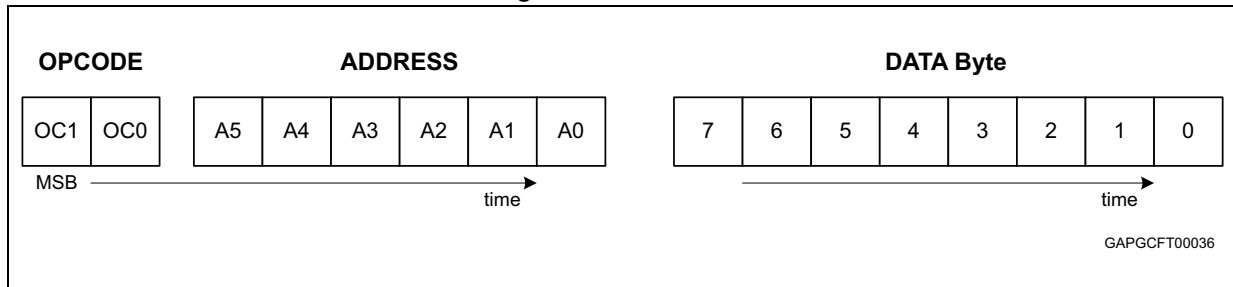 OPCODE ADDRESS DATA Byte
OC1 OC0 A5 A4 A3 A2 A1 A0 7 6 5 4 3 2 1 0
MSB time time
GAPGCFT00036